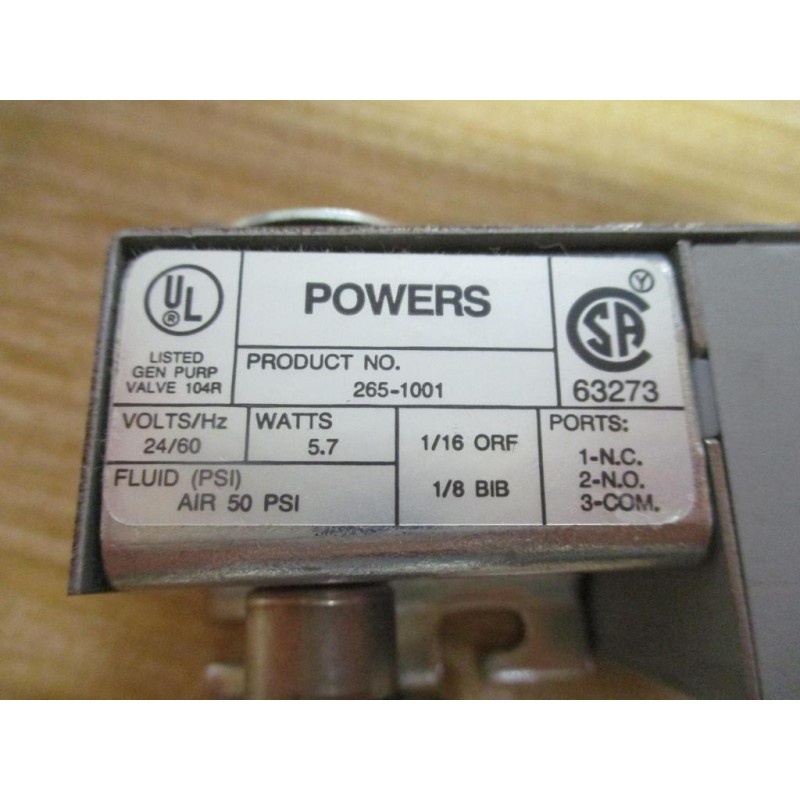 UL
®
LISTED
GEN PURP
VALVE 104R
POWERS
PRODUCT NO.
265-1001
CSA
Y
63273
VOLTS/Hz
24/60
WATTS
5.7
FLUID (PSI)
AIR 50 PSI
1/16 ORF
1/8 BIB
PORTS:
1-N.C.
2-N.O.
3-COM.